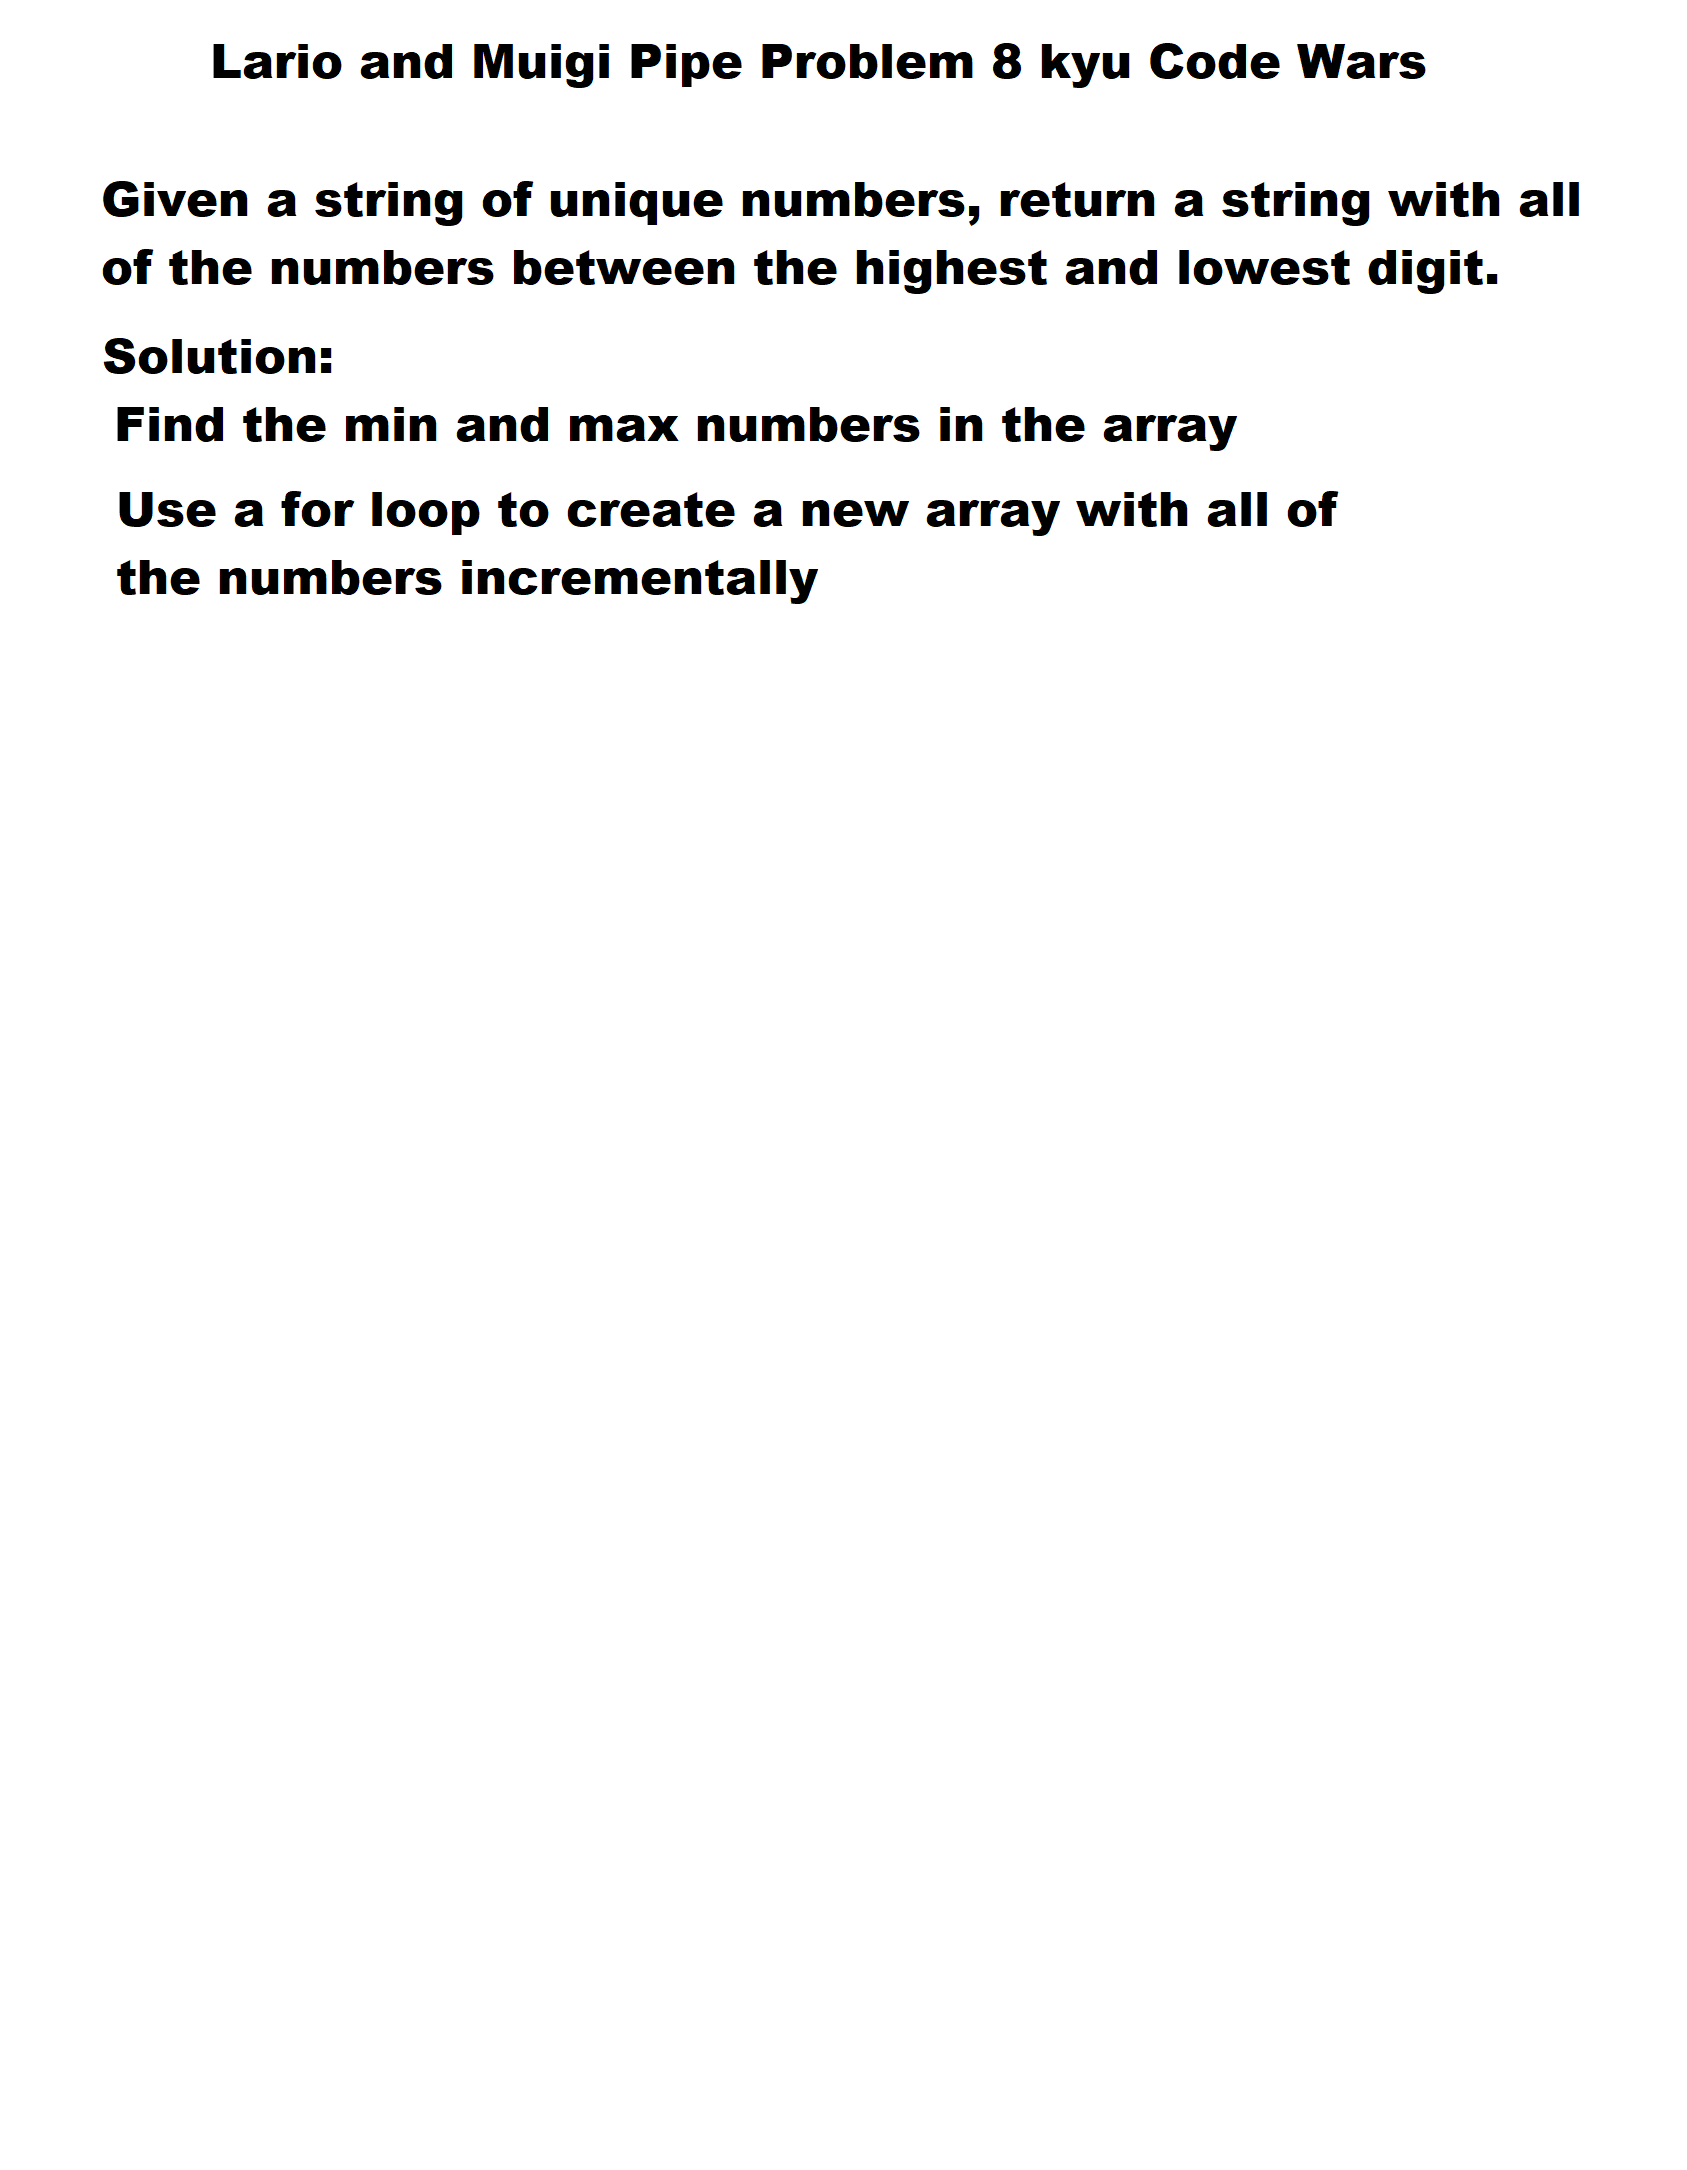 Lario and Muigi Pipe Problem 8 kyu Code Wars
Given a string of unique numbers, return a string with all
of the numbers between the highest and lowest digit.
Solution:
Find the min and max numbers in the array
Use a for loop to create a new array with all of
the numbers incrementally